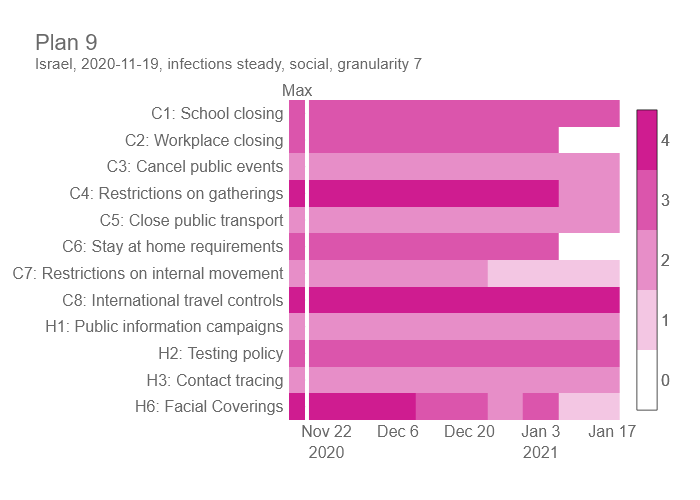 Plan 9
Israel, 2020-11-19, infections steady, social, granularity 7
Max
C1: School closing
C2: Workplace closing
C3: Cancel public events
C4: Restrictions on gatherings
C5: Close public transport
C6: Stay at home requirements
C7: Restrictions on internal movement
C8: International travel controls
H1: Public information campaigns
H2: Testing policy
H3: Contact tracing
H6: Facial Coverings
4
3
2
1
0
Nov 22 Dec 6 Dec 20 Jan 3 Jan 17
2020 2021